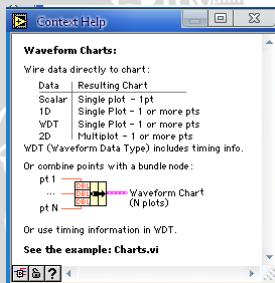 Context Help
Waveform Charts:
Wire data directly to chart:
Data | Resulting Chart
Scalar | Single plot - 1pt
1D | Single Plot - 1 or more pts
WDT | Single Plot - 1 or more pts
2D | Multiplot - 1 or more pts
WDT (Waveform Data Type) includes timing info.
Or combine points with a bundle node:
pt 1
DBL
...
DBL
Waveform Chart
pt N
DBL
(N plots)
Or use timing information in WDT.
See the example: Charts.vi
?